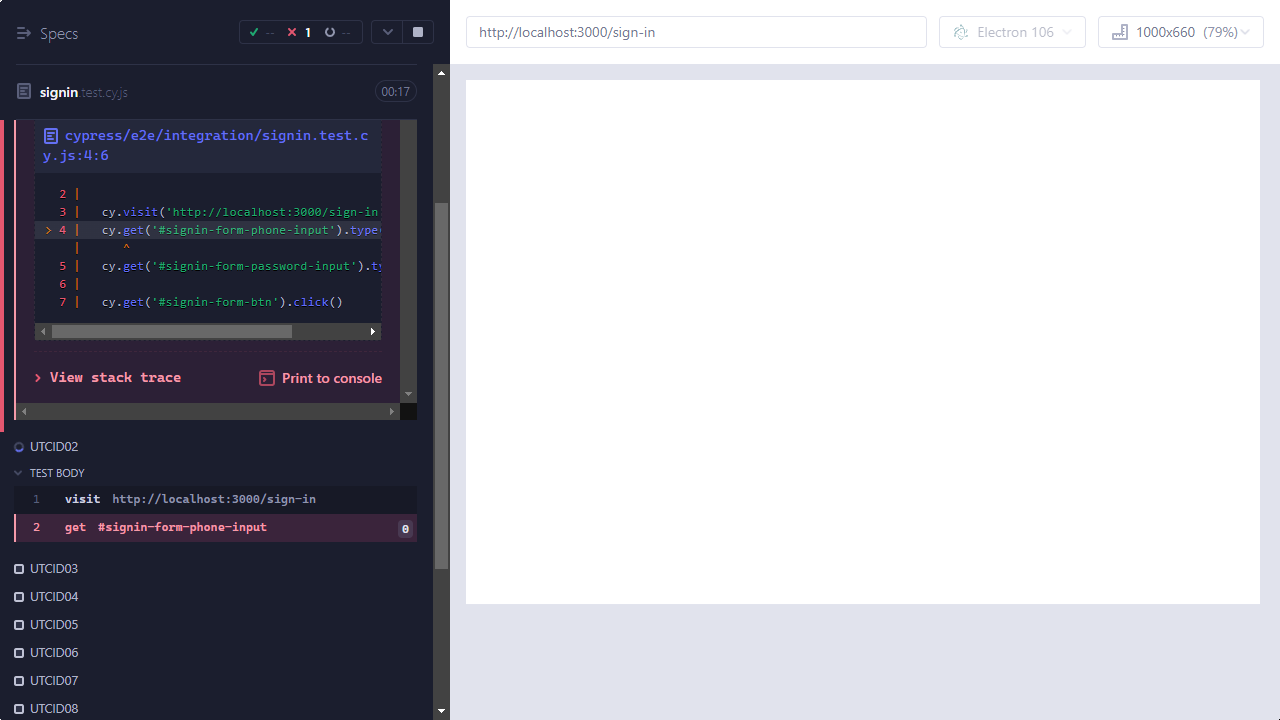 Specs
-- 1 --
signin.test.cy.js
00:17
cypress/e2e/integration/signin.test.c
y.js:4:6
2 |
3 | cy.visit('http://localhost:3000/sign-in
> 4 | cy.get('#signin-form-phone-input').type(
| ^
5 | cy.get('#signin-form-password-input').ty
6 |
7 | cy.get('#signin-form-btn').click()
> View stack trace
Print to console
UTCID02
TEST BODY
1 visit http://localhost:3000/sign-in
2 get #signin-form-phone-input 0
UTCID03
UTCID04
UTCID05
UTCID06
UTCID07
UTCID08
http://localhost:3000/sign-in
Electron 106
1000x660 (79%)